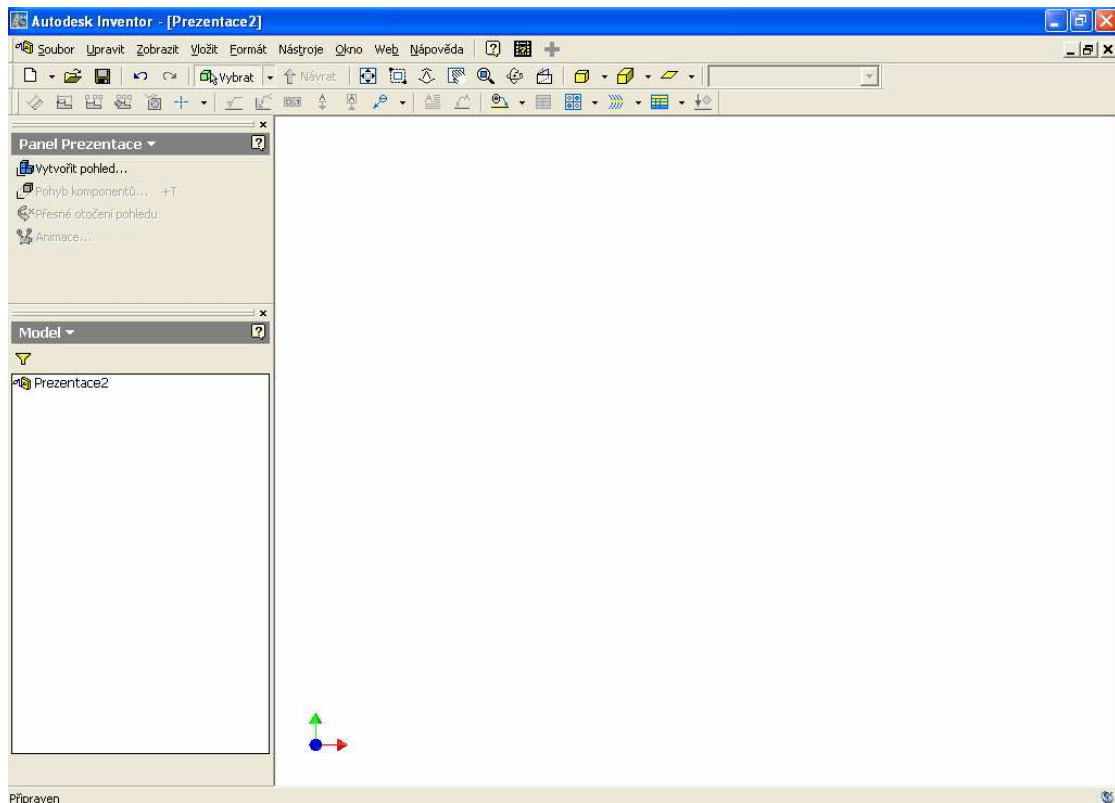 Autodesk Inventor - [Prezentace2]
Soubor Upravit Zobrazit Vložit Formát Nástroje Okno Web Nápověda
Vybrat Návrat
Panel Prezentace
Vytvořit pohled...
Pohyb komponentů... +T
Přesné otočení pohledu
Animace...
Model
Prezentace2
Připraven